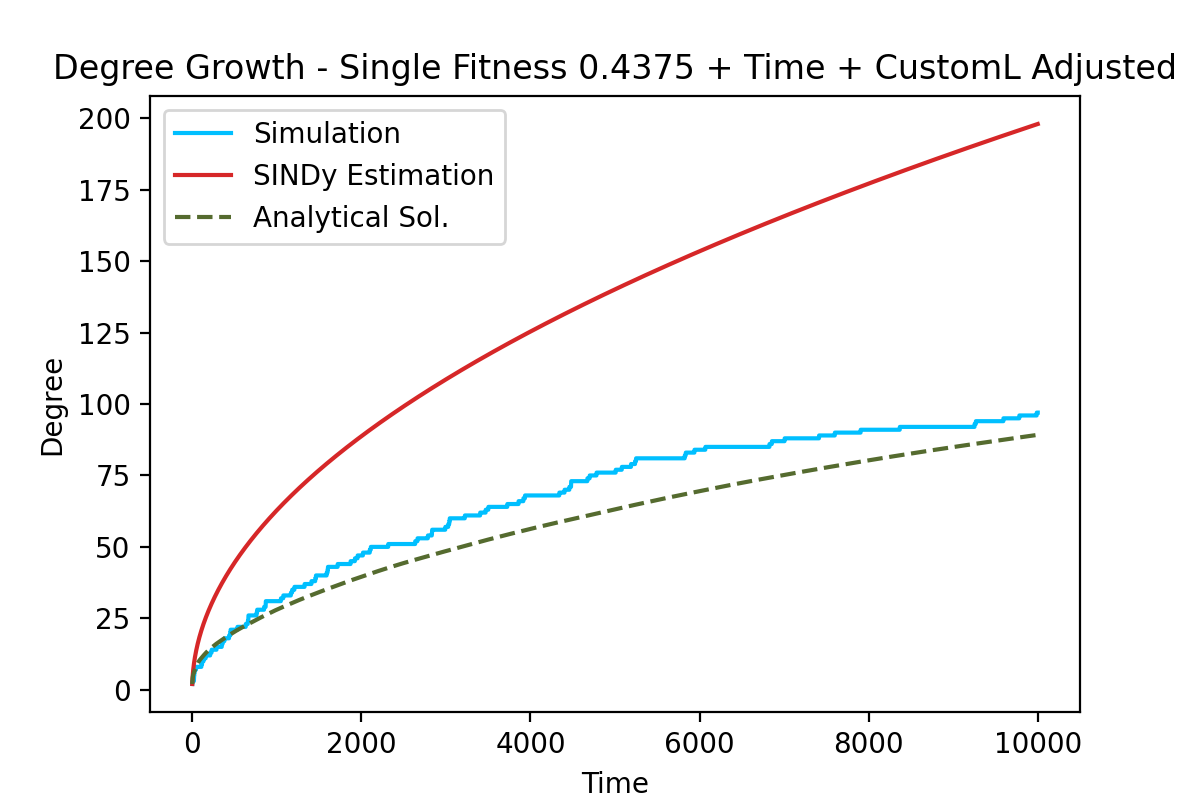 Degree Growth - Single Fitness 0.4375 + Time + CustomL Adjusted
Simulation
SINDy Estimation
Analytical Sol.
200
175
150
125
100
75
50
25
0
Degree
0 2000 4000 6000 8000 10000
Time